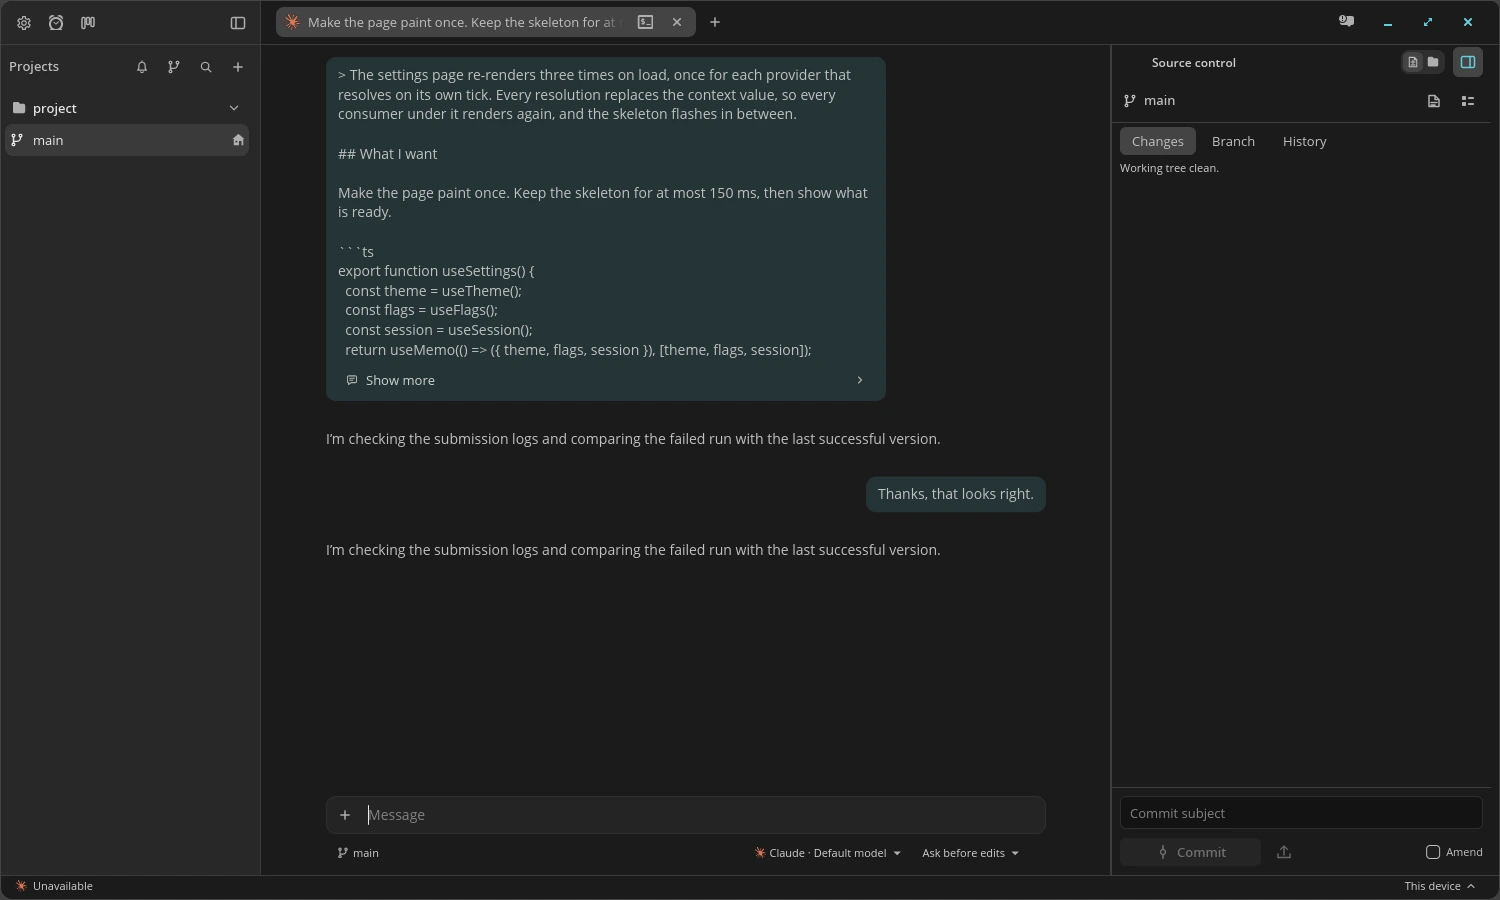 Make the page paint once. Keep the skeleton for at
Projects
project
main
> The settings page re-renders three times on load, once for each provider that
resolves on its own tick. Every resolution replaces the context value, so every
consumer under it renders again, and the skeleton flashes in between.
## What I want
Make the page paint once. Keep the skeleton for at most 150 ms, then show what
is ready.
```ts
export function useSettings() {
const theme = useTheme();
const flags = useFlags();
const session = useSession();
return useMemo(() => ({ theme, flags, session }), [theme, flags, session]);
Show more
I'm checking the submission logs and comparing the failed run with the last successful version.
Thanks, that looks right.
I'm checking the submission logs and comparing the failed run with the last successful version.
Message
main
Claude · Default model
Ask before edits
Source control
main
Changes
Branch
History
Working tree clean.
Commit subject
Commit
Amend
Unavailable
This device